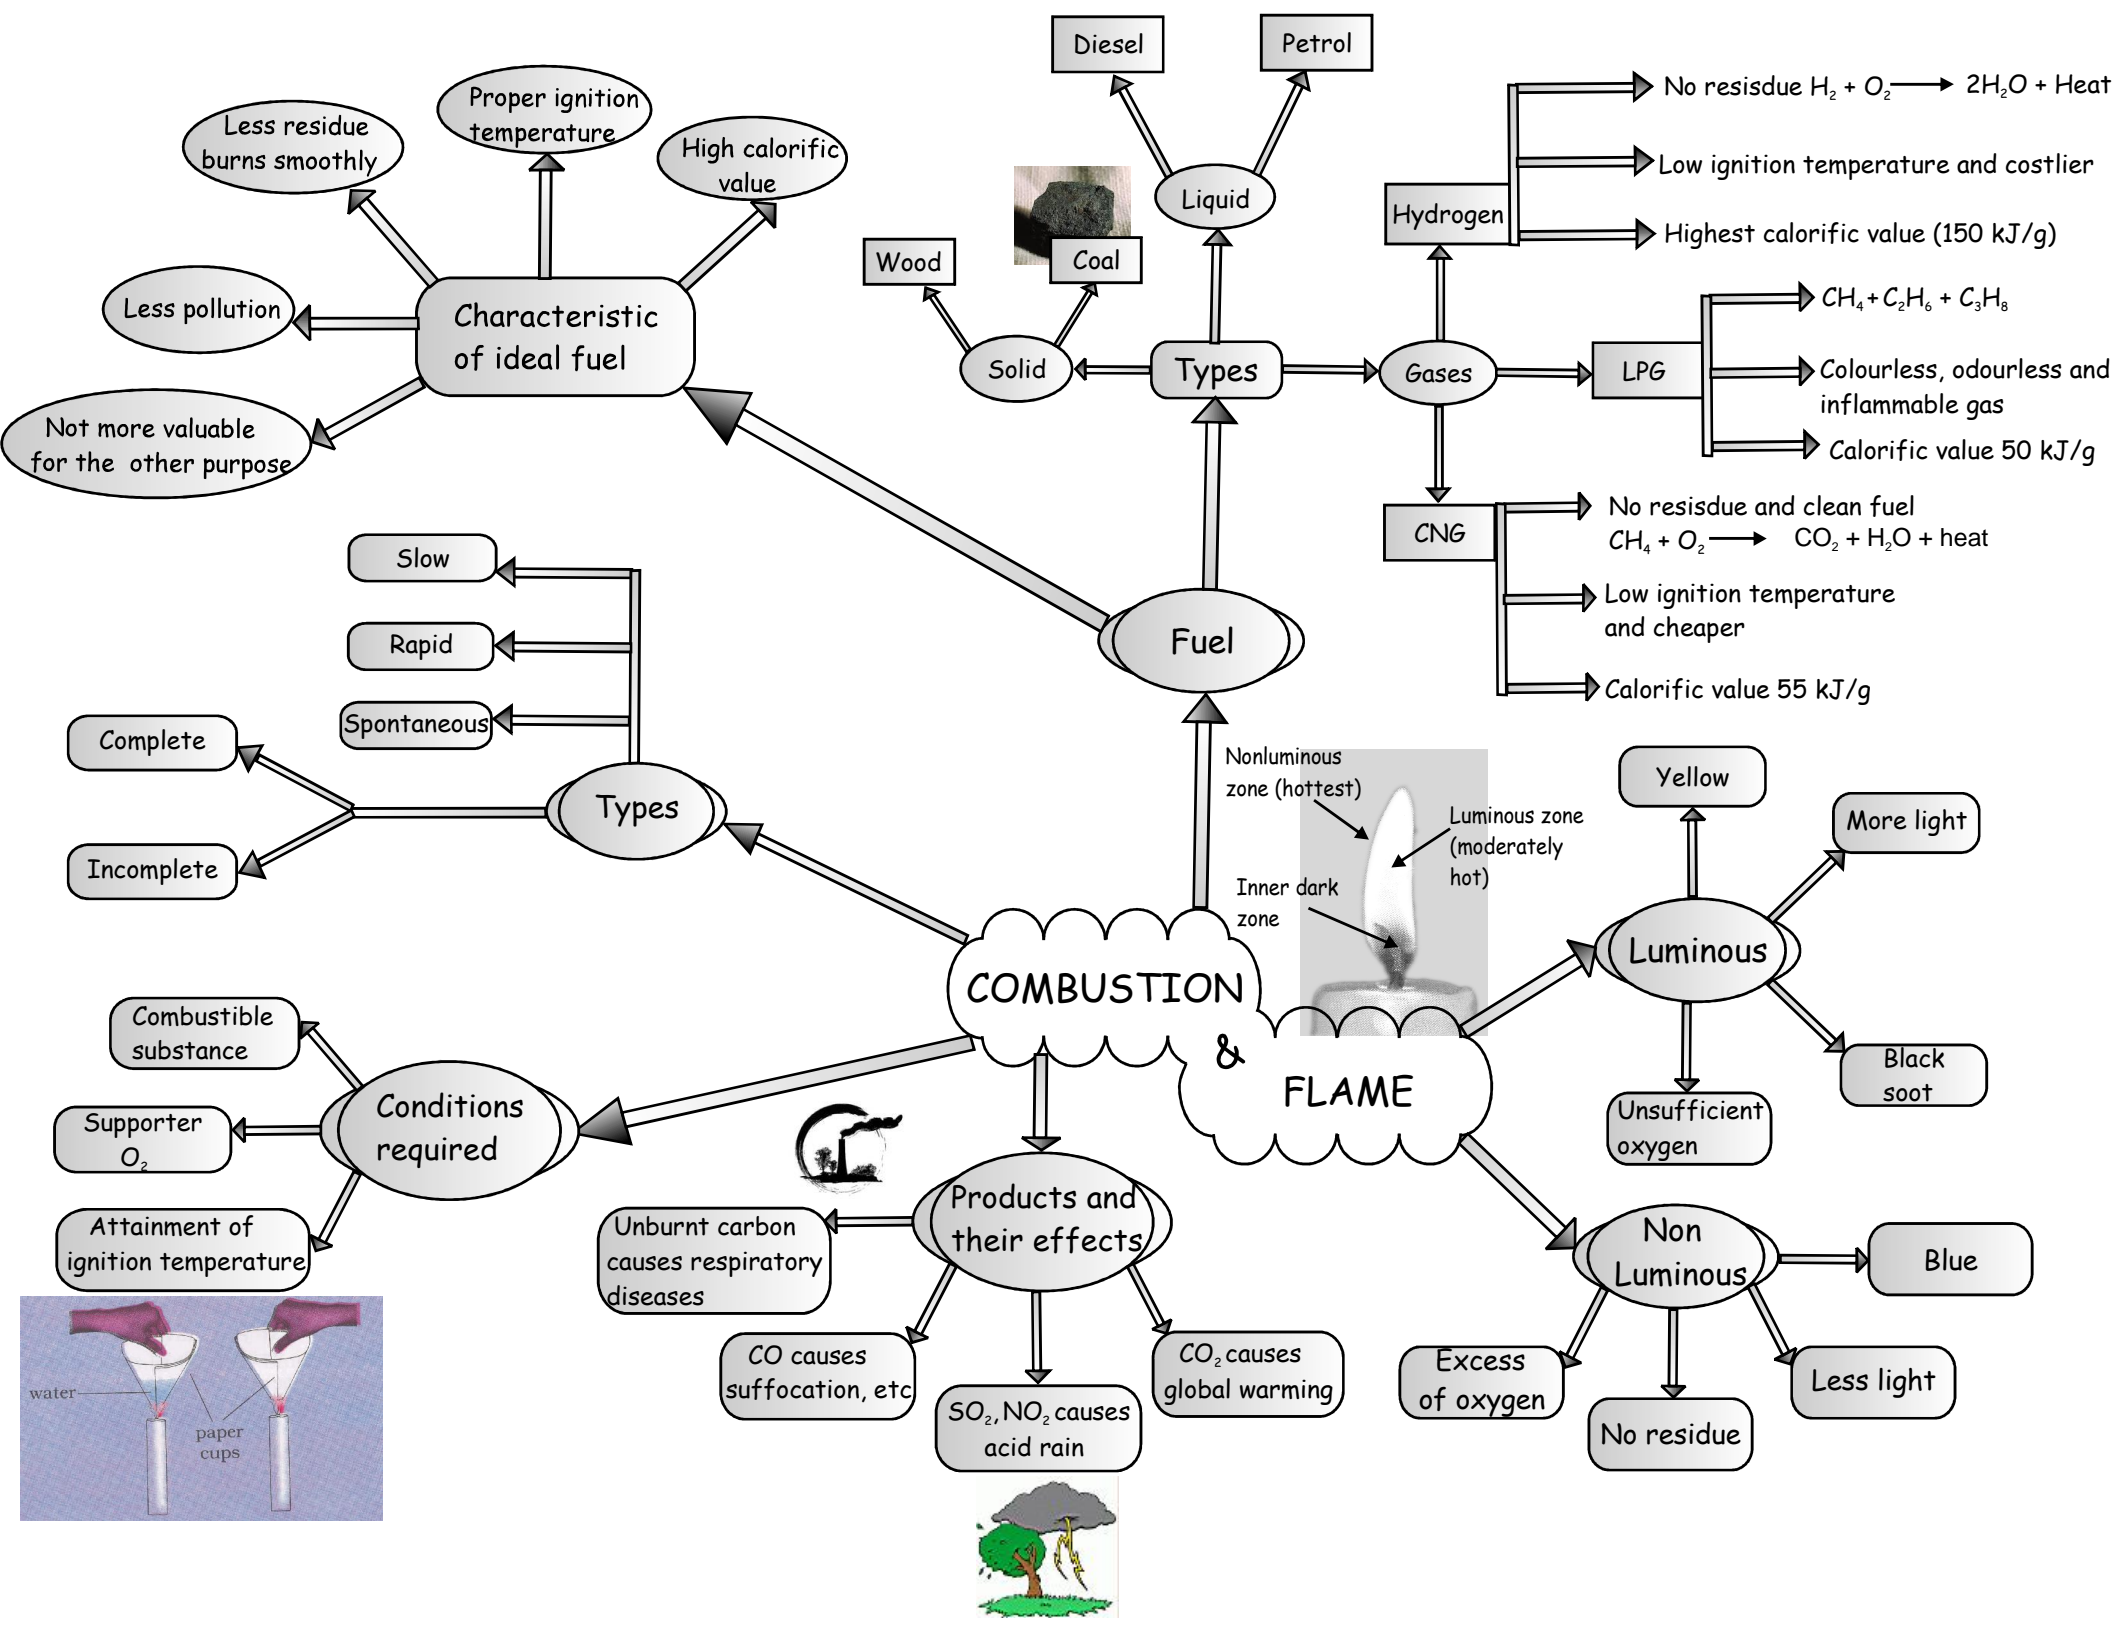 Diesel
Petrol
Proper ignition
temperature
Less residue
burns smoothly
High calorific
value
Less pollution
Characteristic
of ideal fuel
Not more valuable
for the other purpose
Liquid
Wood
Coal
Solid
Types
Gases
Hydrogen
No resisdue H₂ + O₂ → 2H₂O + Heat
Low ignition temperature and costlier
Highest calorific value (150 kJ/g)
LPG
CH₄ + C₂H₆ + C₃H₈
Colourless, odourless and
inflammable gas
Calorific value 50 kJ/g
CNG
No resisdue and clean fuel
CH₄ + O₂ → CO₂ + H₂O + heat
Low ignition temperature
and cheaper
Calorific value 55 kJ/g
Fuel
Slow
Rapid
Spontaneous
Complete
Incomplete
Types
Nonluminous
zone (hottest)
Luminous zone
(moderately
hot)
Inner dark
zone
Yellow
More light
Luminous
Black
soot
Unsufficient
oxygen
COMBUSTION
&
FLAME
Combustible
substance
Supporter
O₂
Attainment of
ignition temperature
Conditions
required
water
paper
cups
Products and
their effects
Unburnt carbon
causes respiratory
diseases
CO causes
suffocation, etc
SO₂, NO₂ causes
acid rain
CO₂ causes
global warming
Non
Luminous
Blue
Excess
of oxygen
No residue
Less light